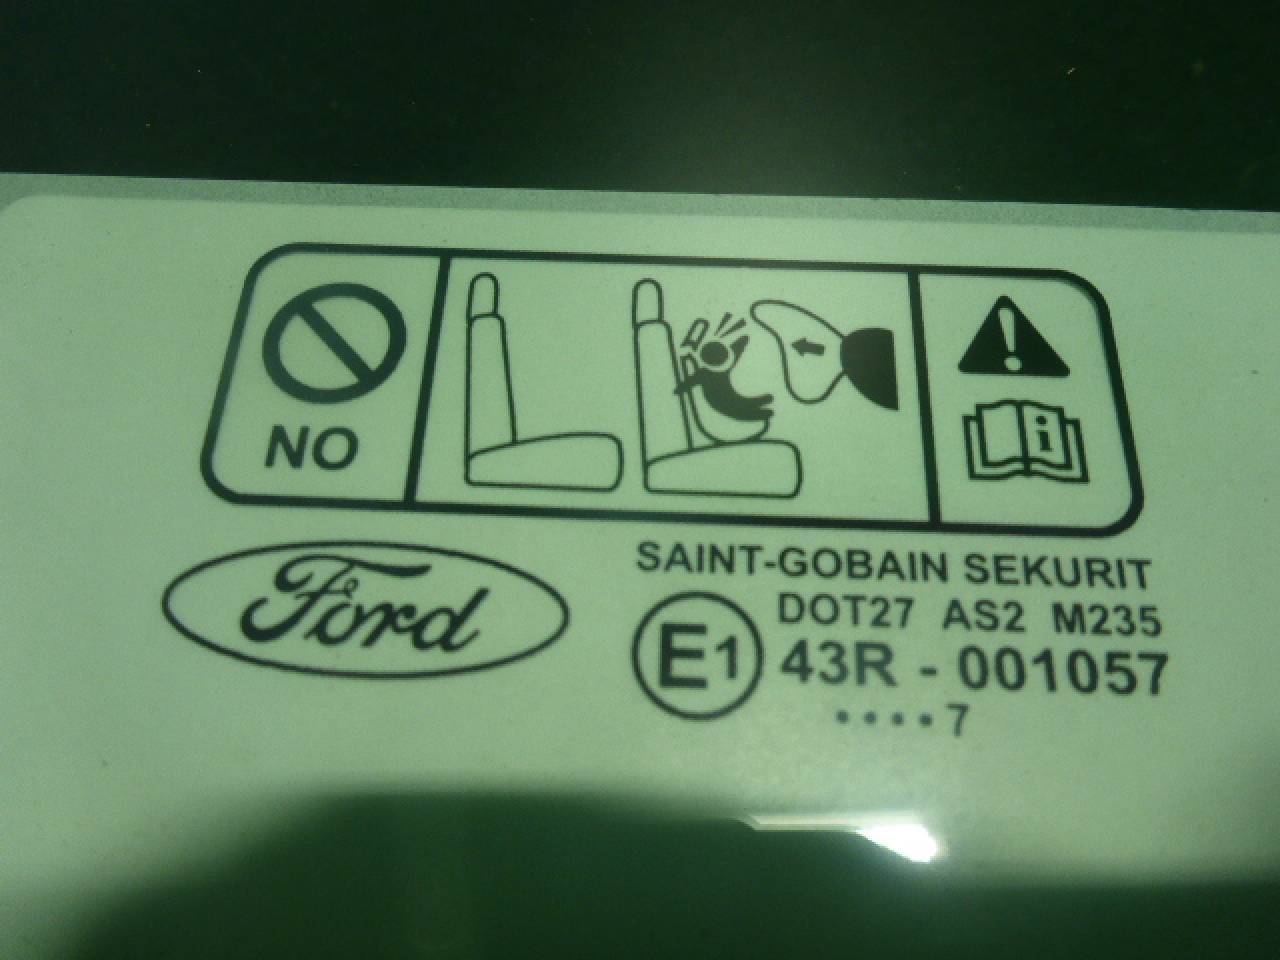 NO
i
Ford
SAINT-GOBAIN SEKURIT
DOT27 AS2 M235
E1 43R - 001057
....7